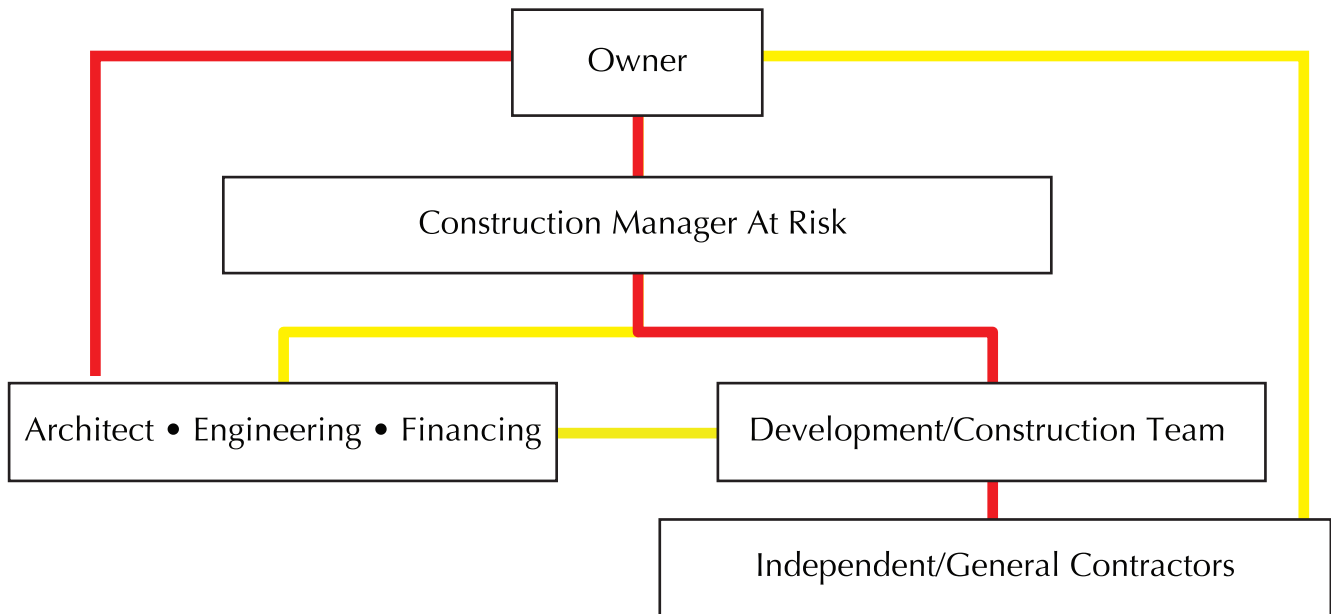 Owner
Construction Manager At Risk
Architect • Engineering • Financing
Development/Construction Team
Independent/General Contractors